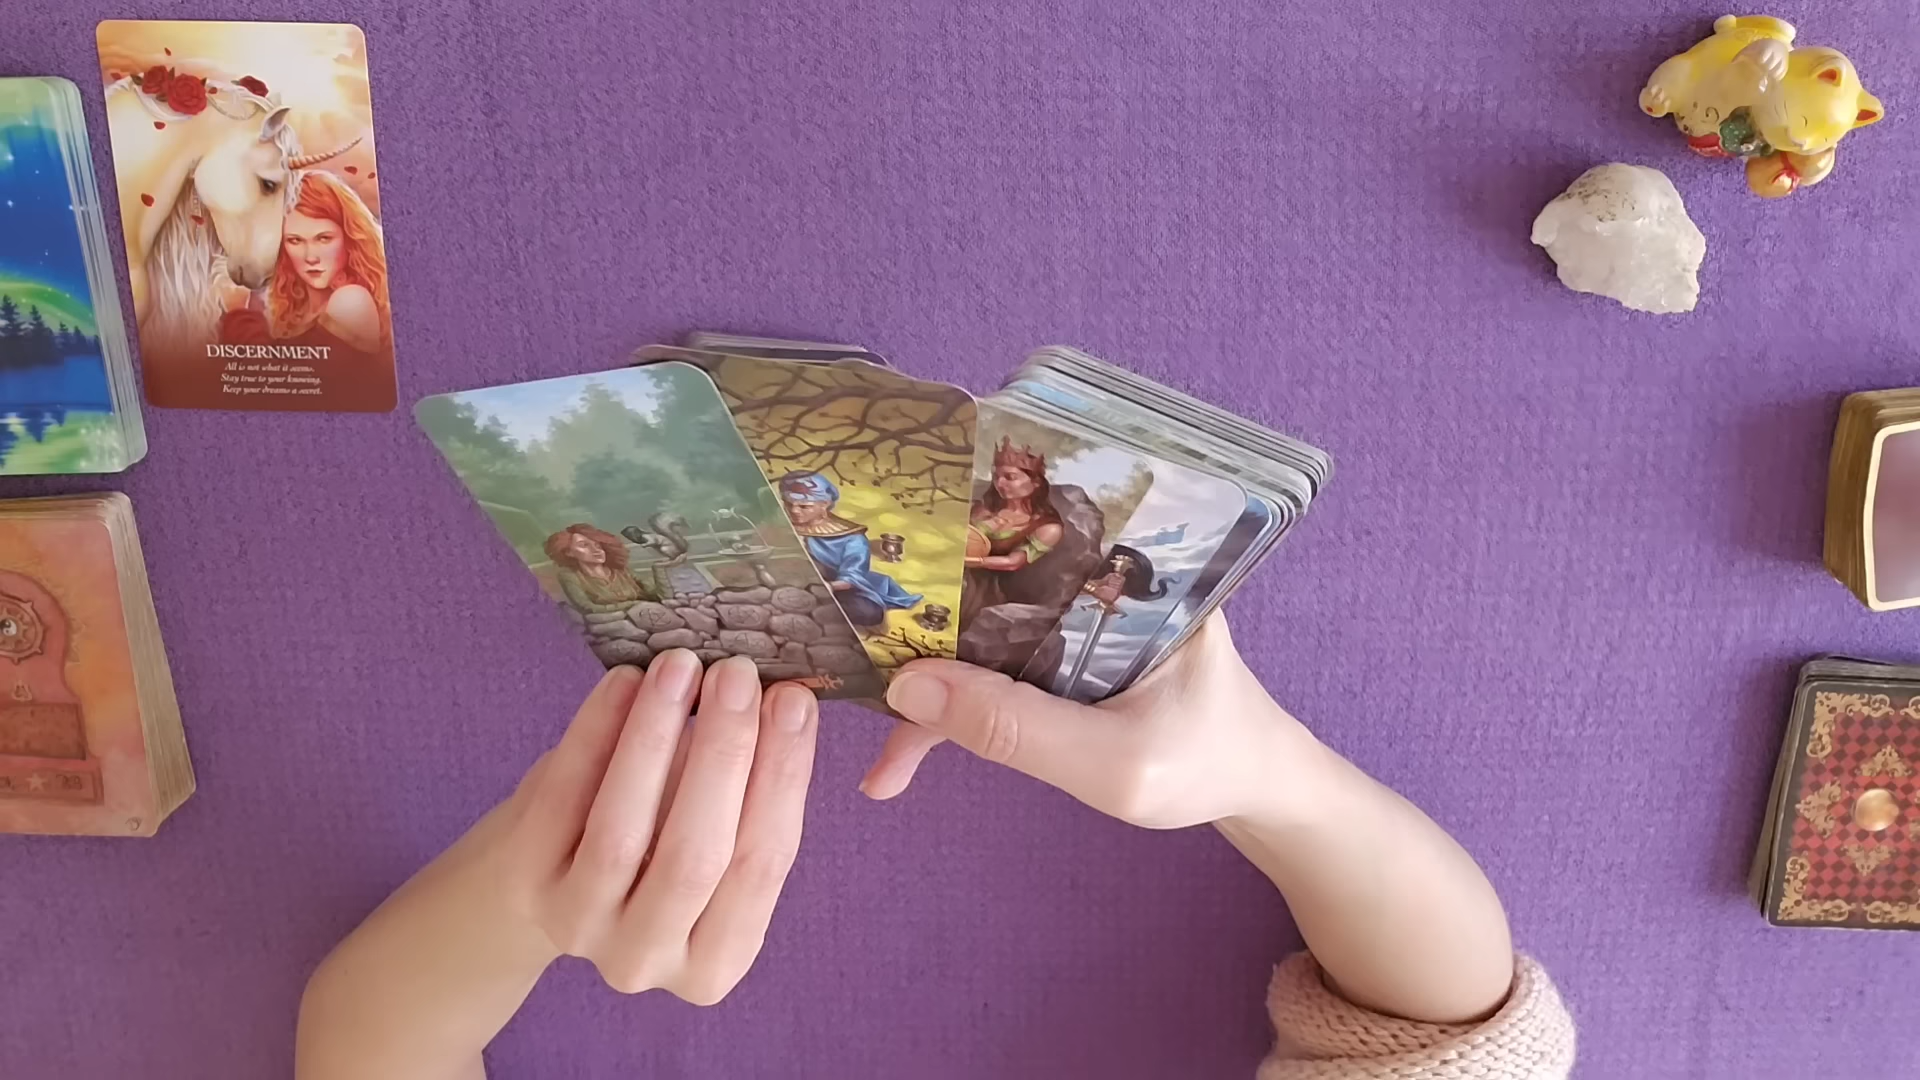 DISCERNMENT
All is not what it seems.
Stay true to your knowing.
Keep your dreams a secret.